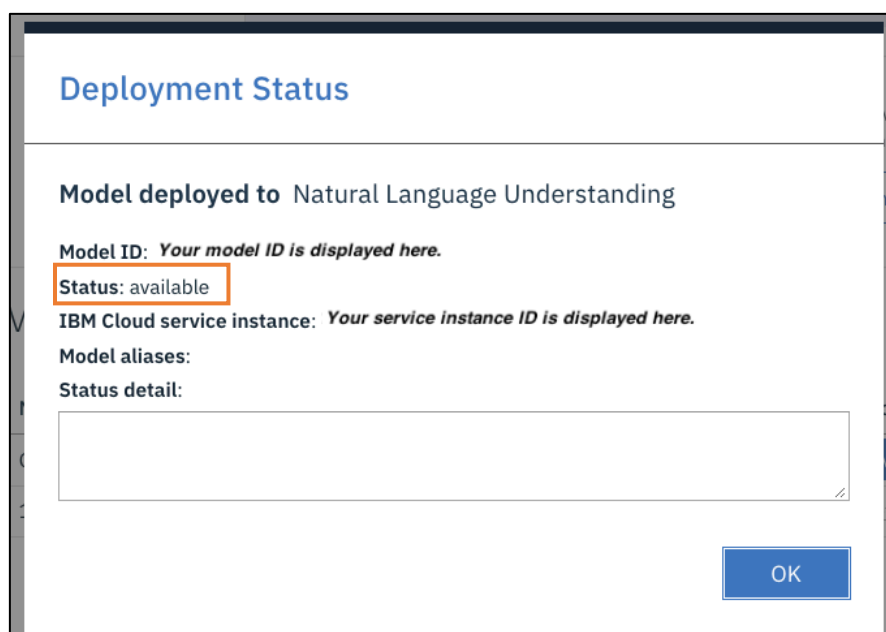 Deployment Status
Model deployed to Natural Language Understanding
Model ID: Your model ID is displayed here.
Status: available
IBM Cloud service instance: Your service instance ID is displayed here.
Model aliases:
Status detail:
OK